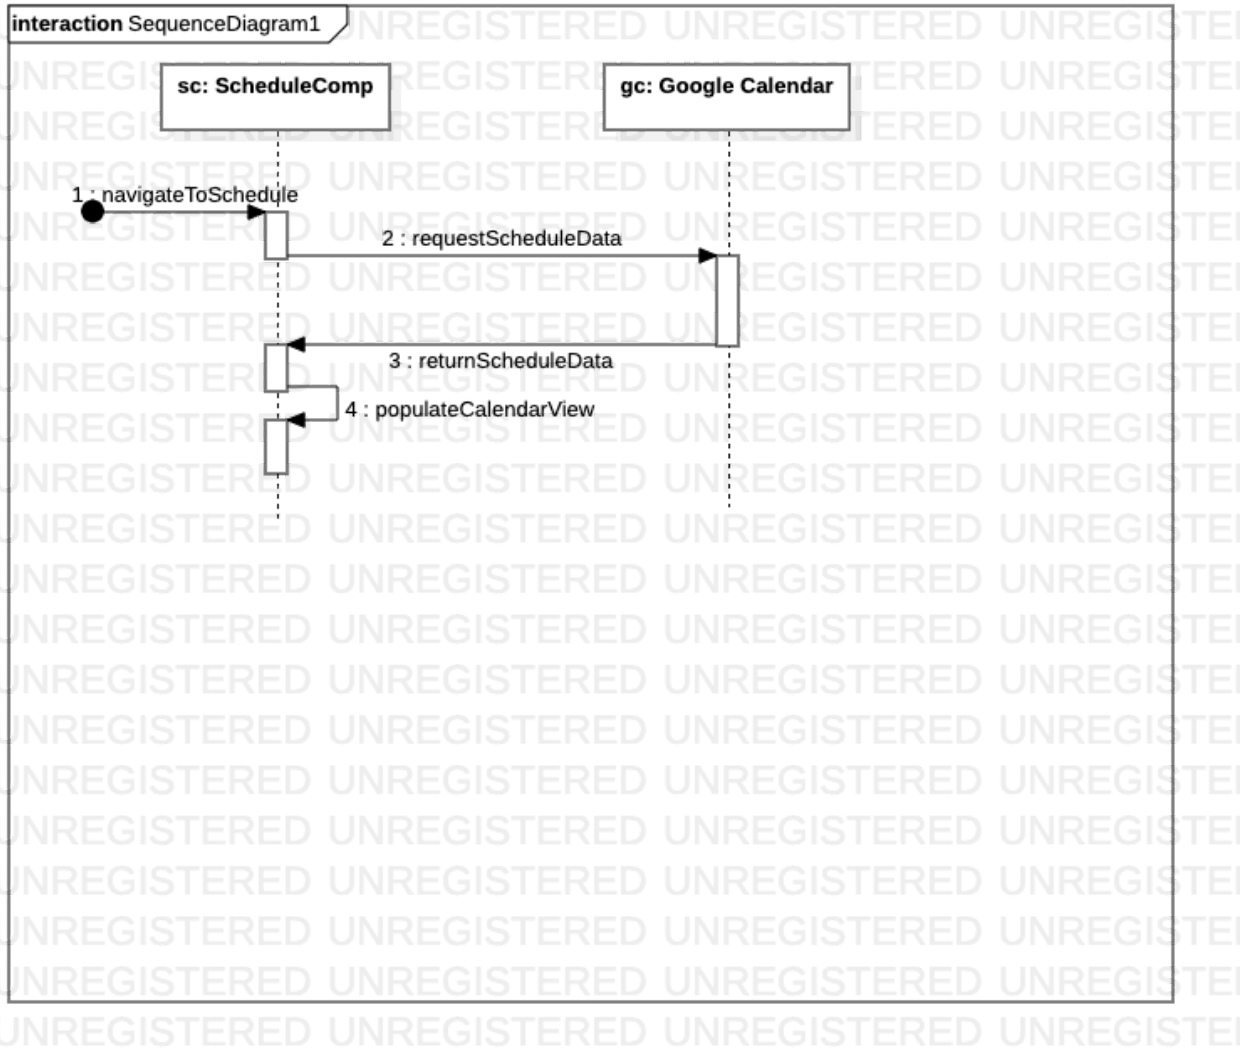 interaction SequenceDiagram1
sc: ScheduleComp
gc: Google Calendar
1 : navigateToSchedule
2 : requestScheduleData
3 : returnScheduleData
4 : populateCalendarView
UNREGISTERED UNREGISTERED UNREGISTERED UNREGISTERED